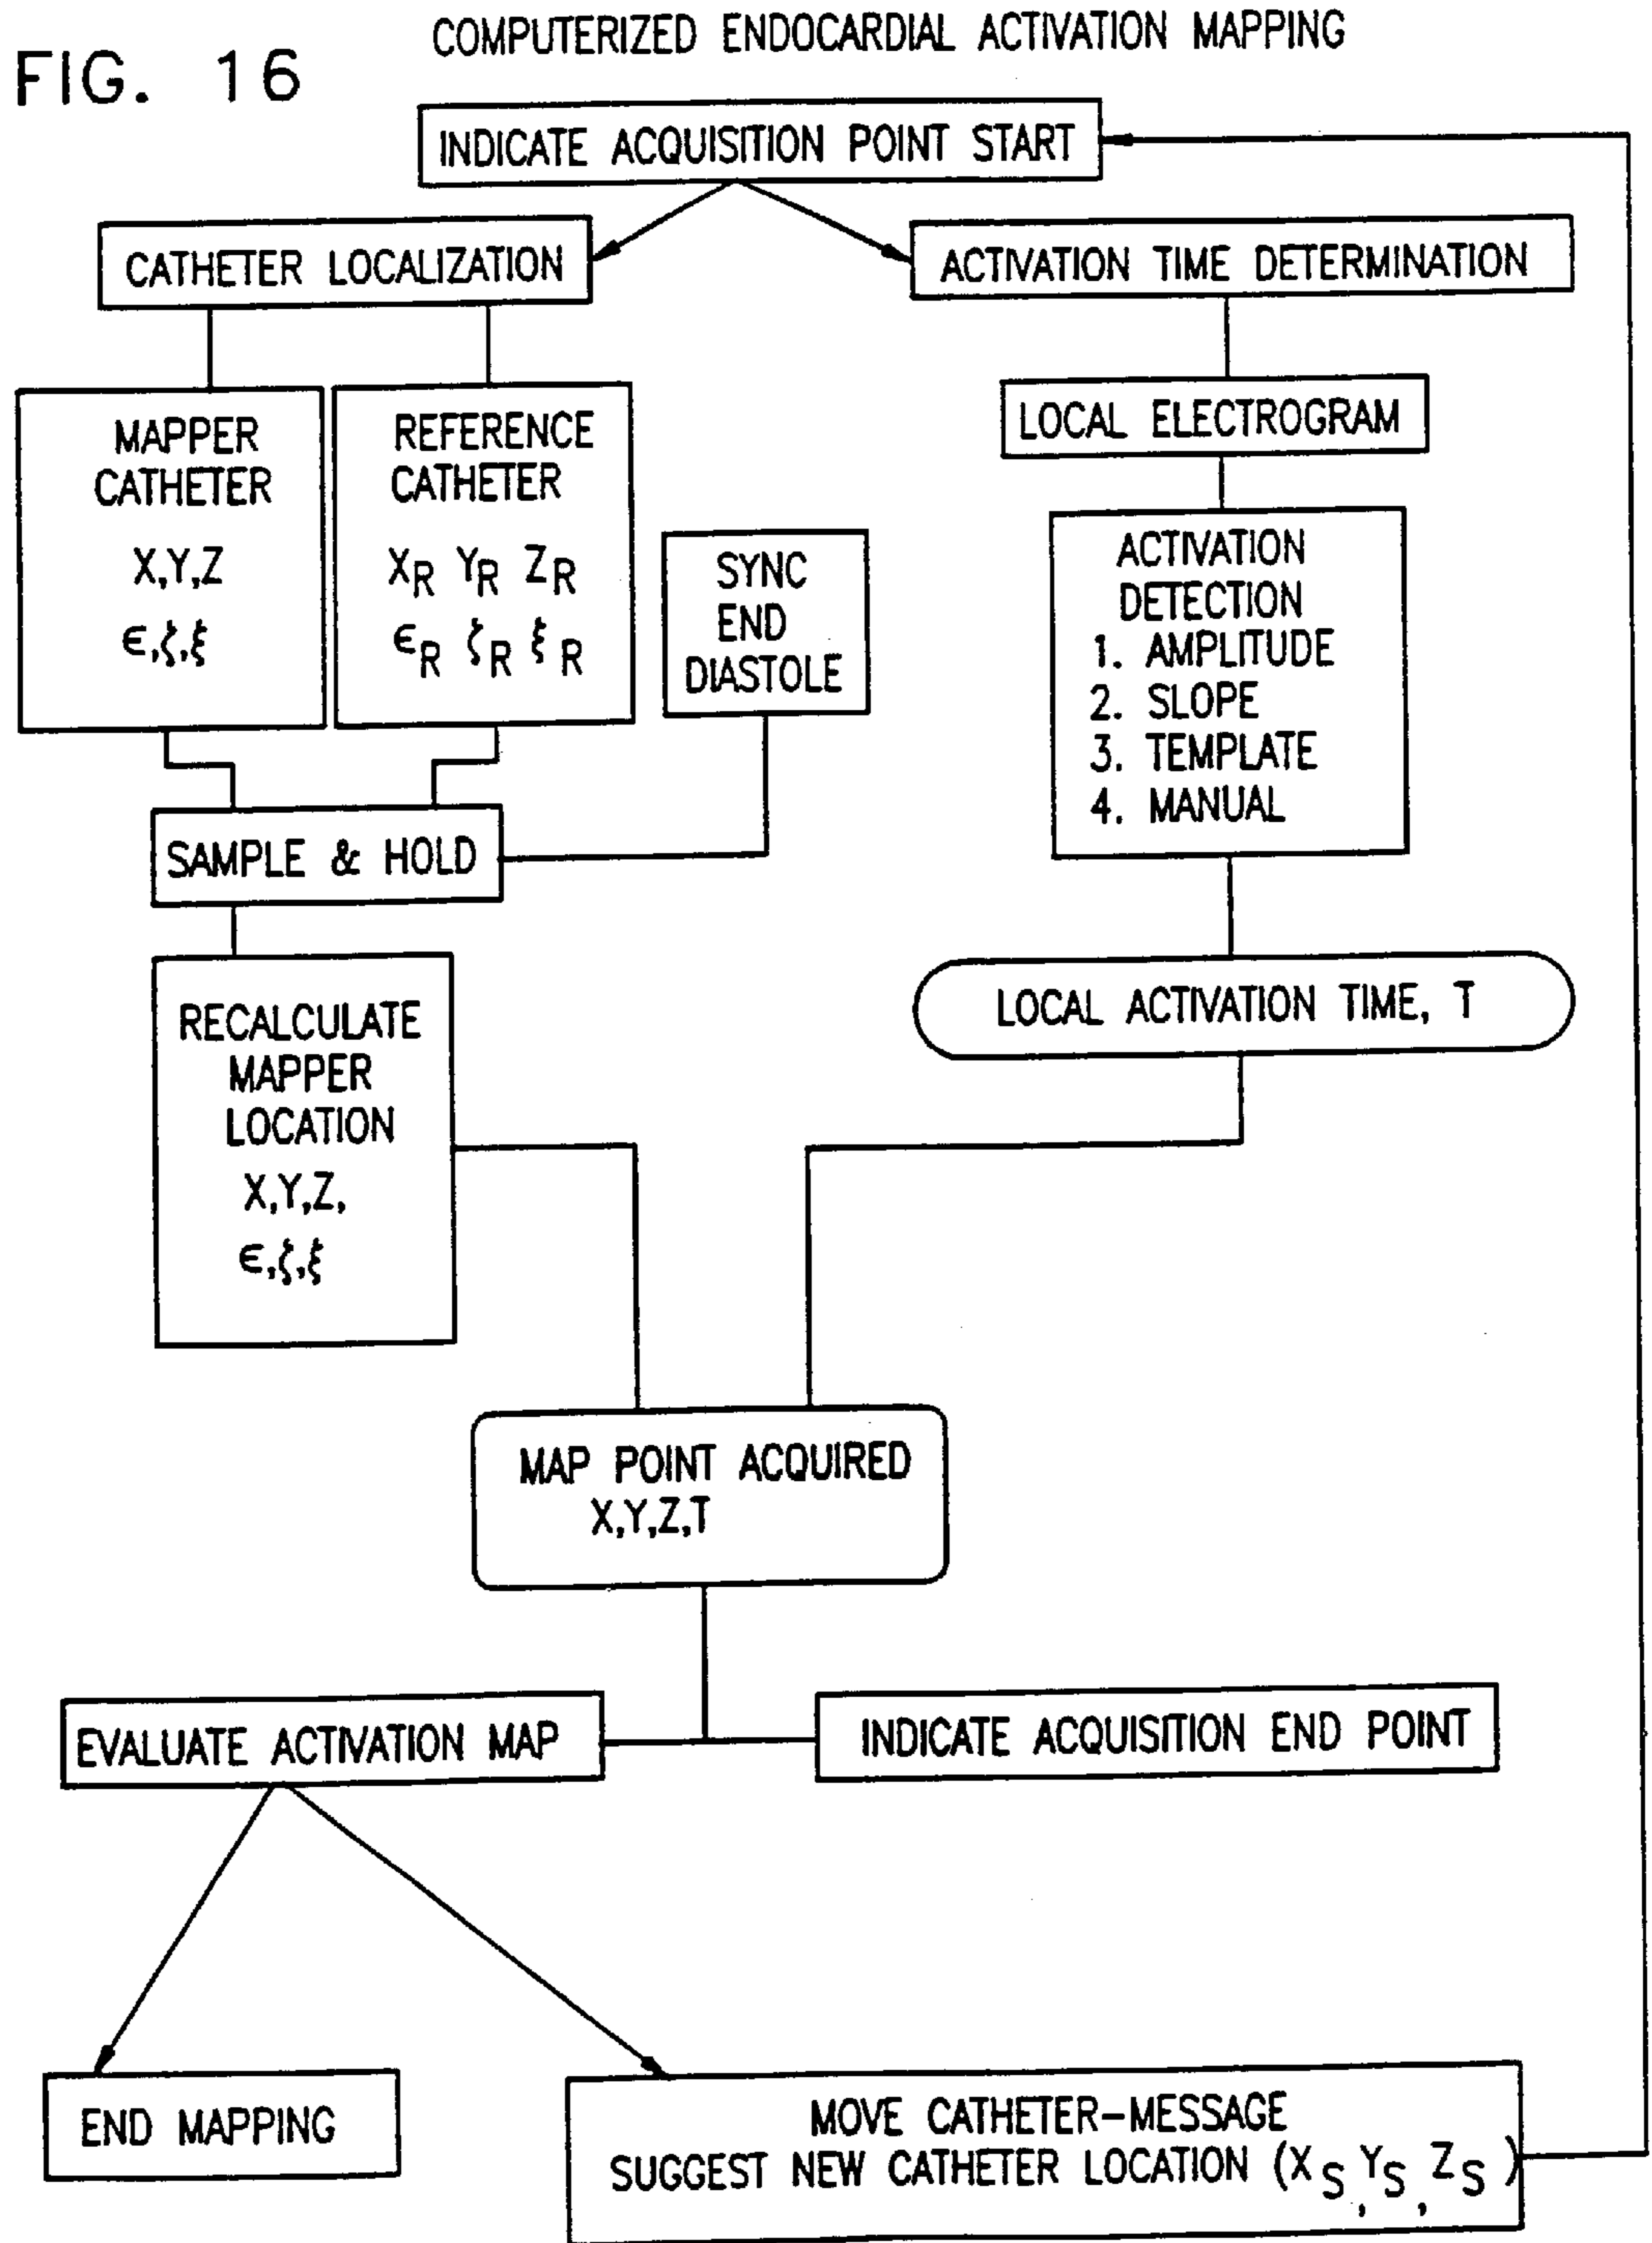 COMPUTERIZED ENDOCARDIAL ACTIVATION MAPPING
FIG. 16
INDICATE ACQUISITION POINT START
CATHETER LOCALIZATION
ACTIVATION TIME DETERMINATION
MAPPER
CATHETER
X,Y,Z
ϵ,ζ,ξ
REFERENCE
CATHETER
XR YR ZR
ϵR ζR ξR
SYNC
END
DIASTOLE
LOCAL ELECTROGRAM
ACTIVATION
DETECTION
1. AMPLITUDE
2. SLOPE
3. TEMPLATE
4. MANUAL
SAMPLE & HOLD
RECALCULATE
MAPPER
LOCATION
X,Y,Z,
ϵ,ζ,ξ
LOCAL ACTIVATION TIME, T
MAP POINT ACQUIRED
X,Y,Z,T
EVALUATE ACTIVATION MAP
INDICATE ACQUISITION END POINT
END MAPPING
MOVE CATHETER-MESSAGE
SUGGEST NEW CATHETER LOCATION (XS, YS, ZS)